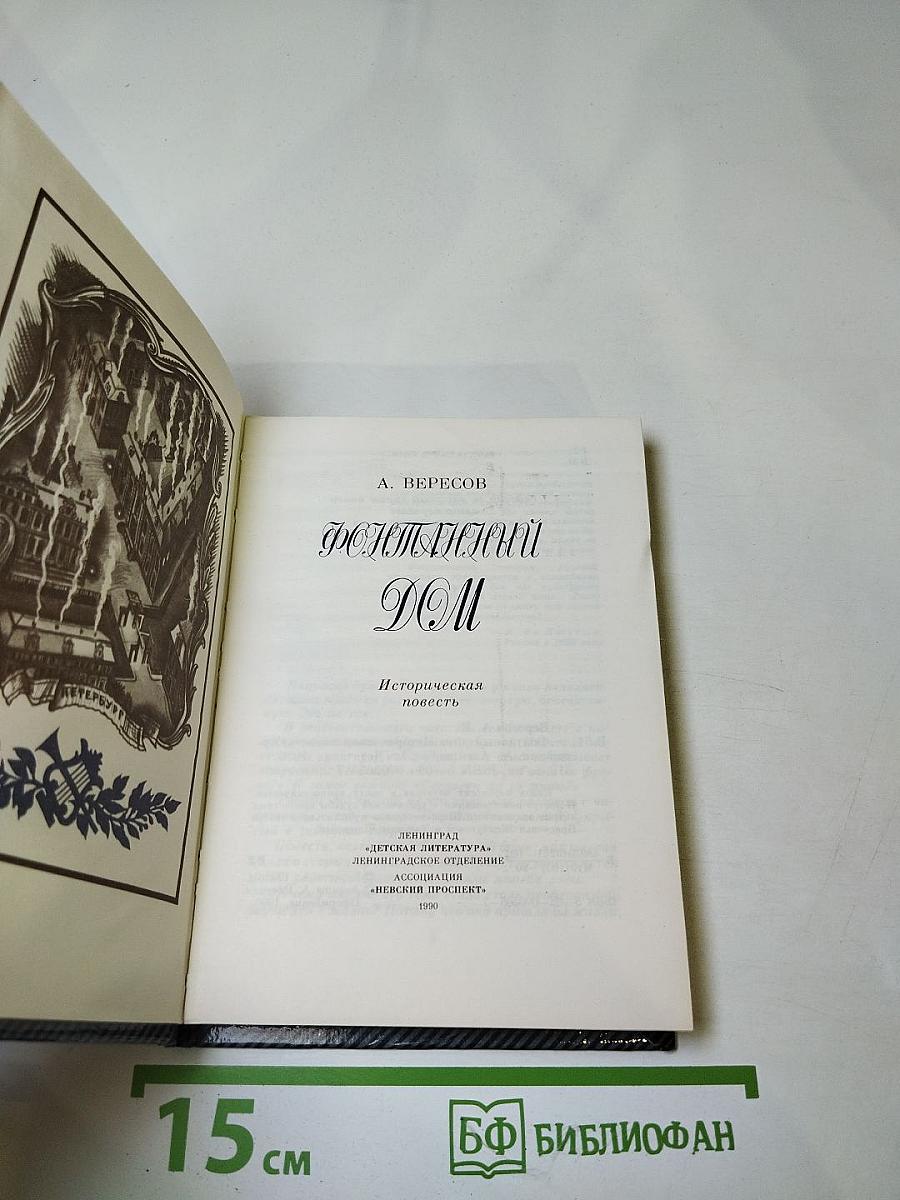 ПЕТЕРБУРГ
А. ВЕРЕСОВ
ФОНТАННЫЙ
ДОМ
Историческая
повесть
ЛЕНИНГРАД
«ДЕТСКАЯ ЛИТЕРАТУРА»
ЛЕНИНГРАДСКОЕ ОТДЕЛЕНИЕ
АССОЦИАЦИЯ
«НЕВСКИЙ ПРОСПЕКТ»
1990
15 см
БФ БИБЛИОФАН